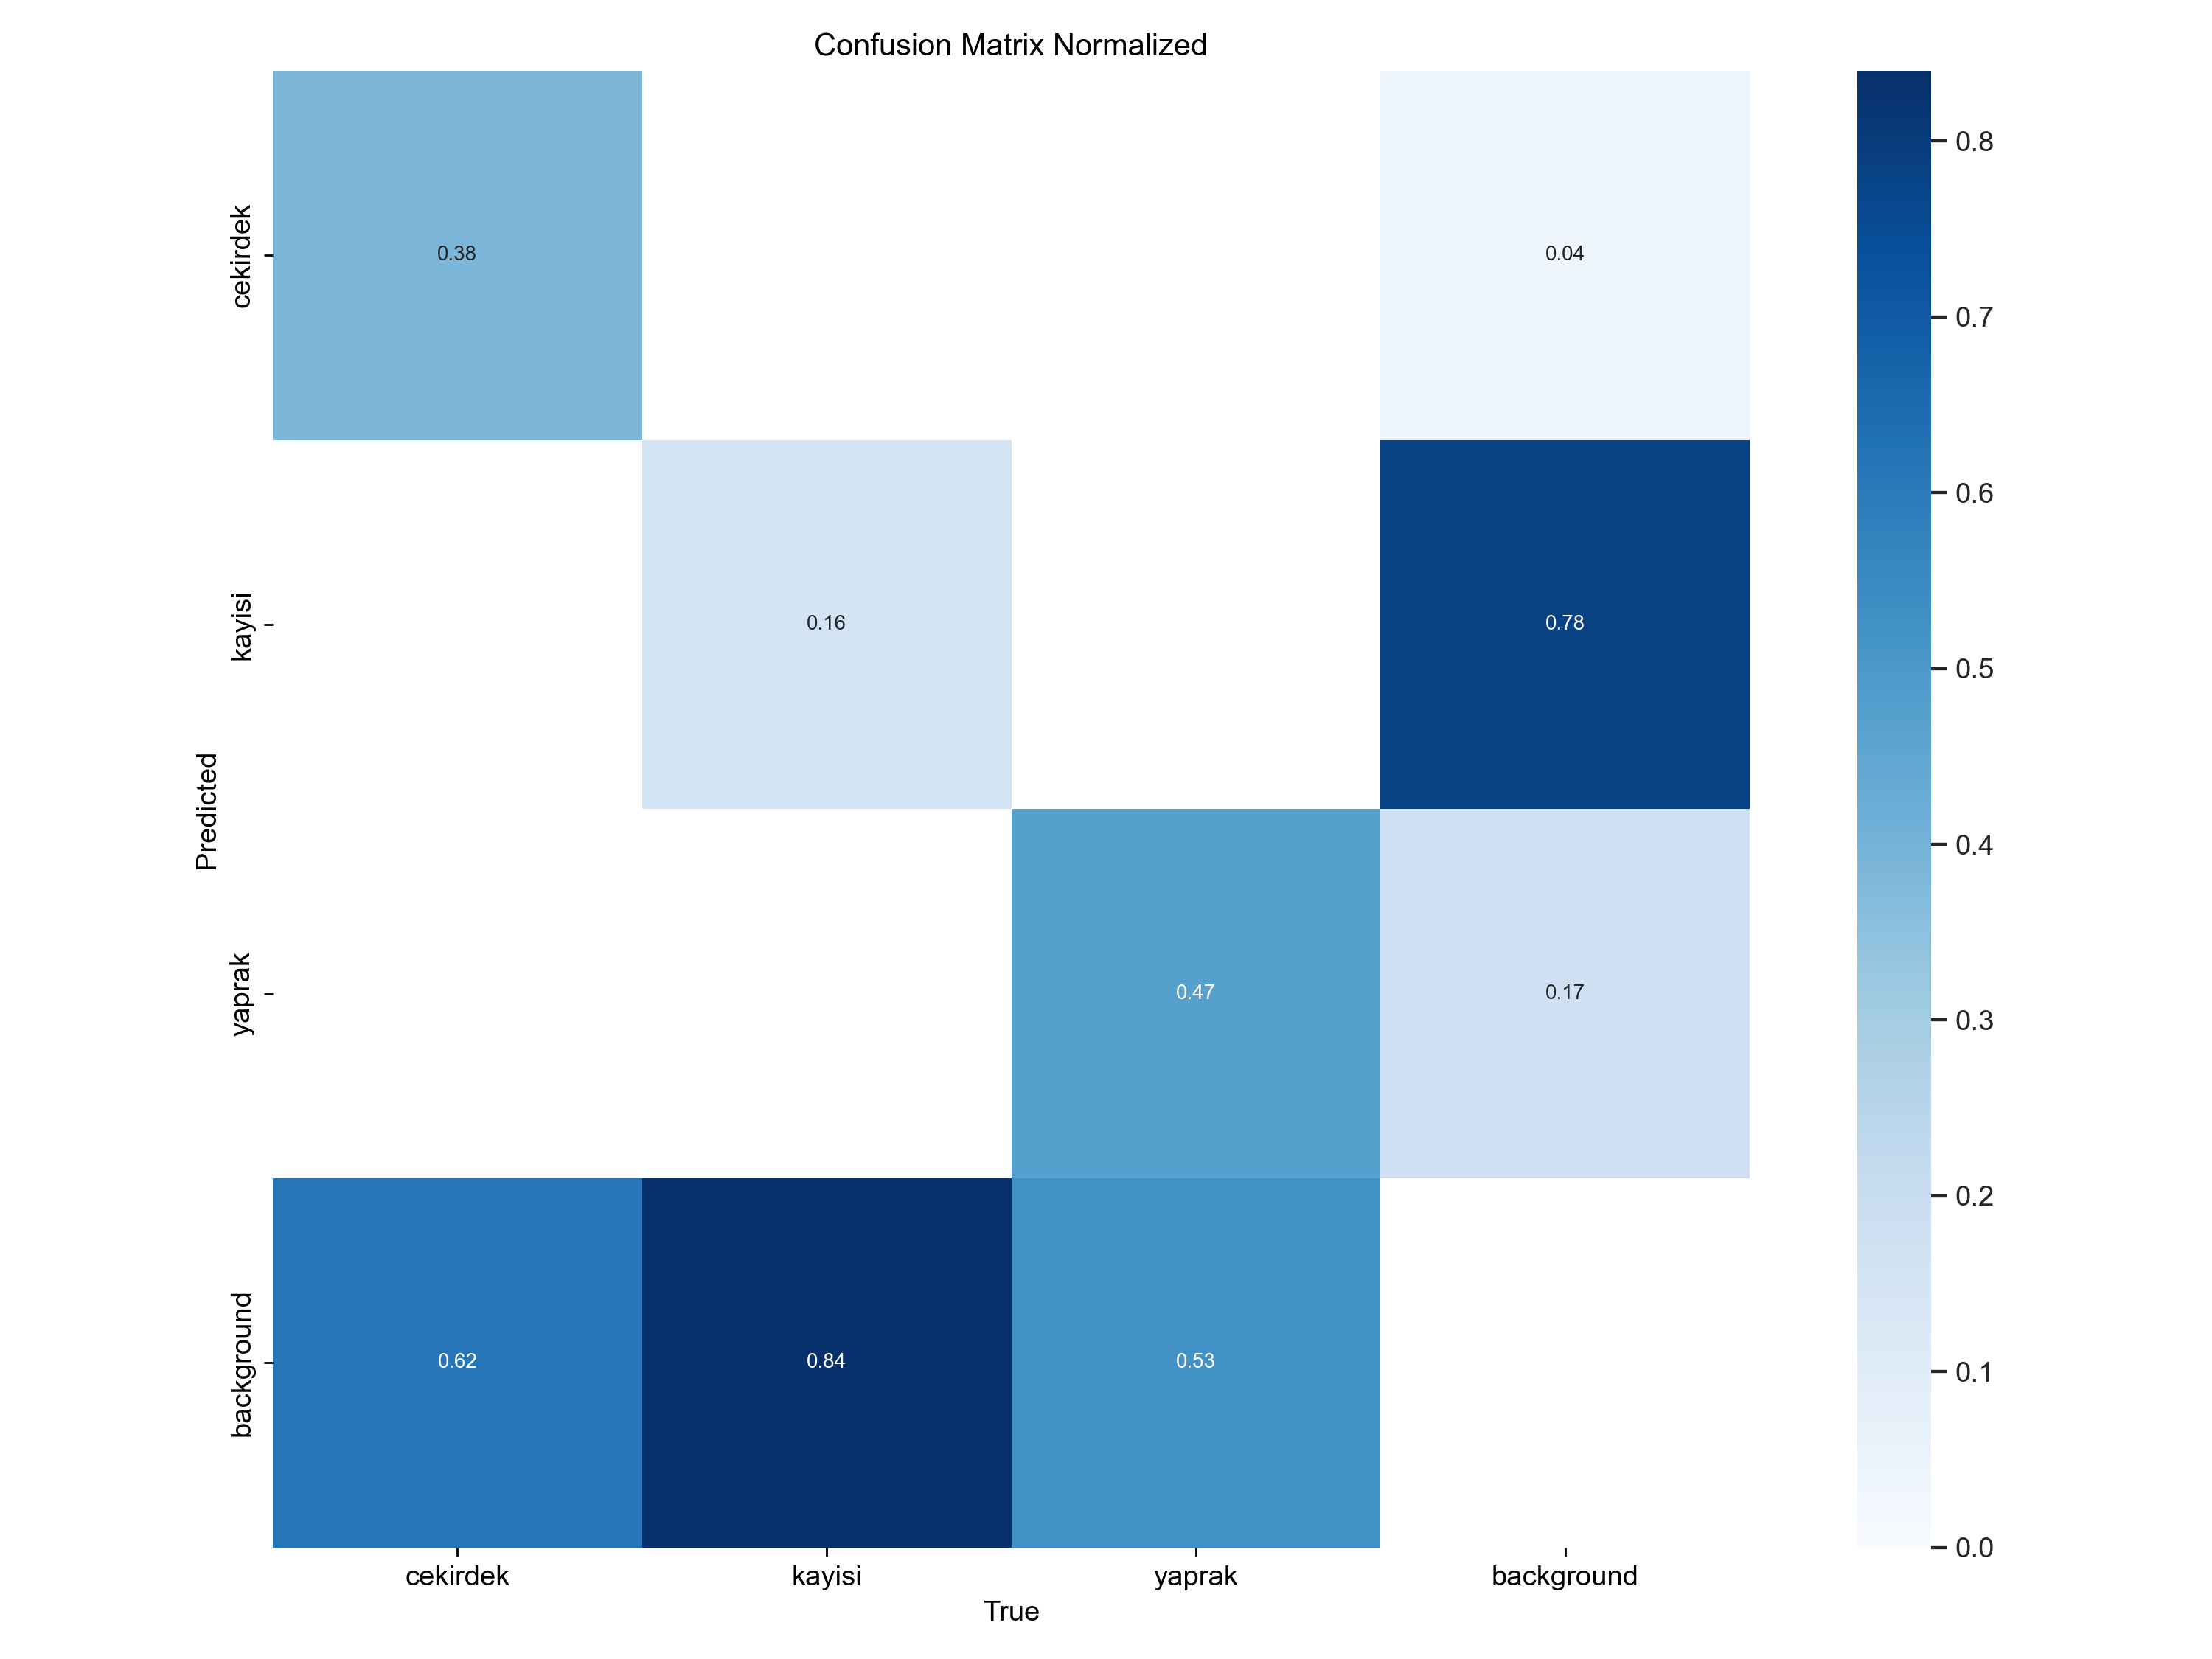 Confusion Matrix Normalized
cekirdek
kayisi
yaprak
background
Predicted
0.38
0.04
0.16
0.78
0.47
0.17
0.62
0.84
0.53
cekirdek
kayisi
yaprak
background
True
0.8
0.7
0.6
0.5
0.4
0.3
0.2
0.1
0.0